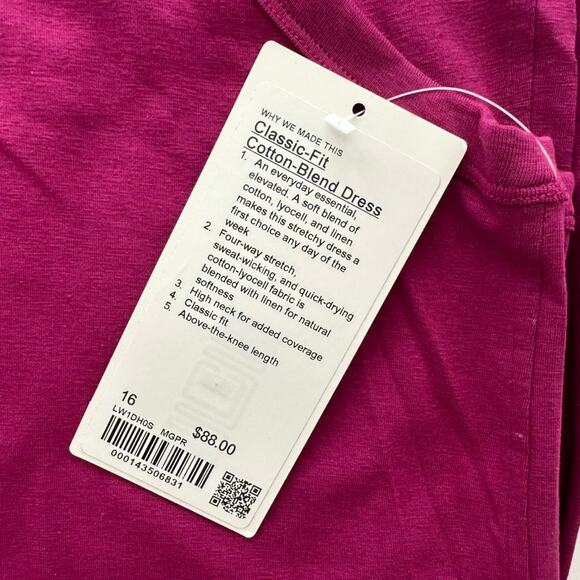 WHY WE MADE THIS
Classic-Fit
Cotton-Blend Dress
1. An everyday essential,
elevated. A soft blend of
cotton, lyocell, and linen
makes this stretchy dress a
first choice any day of the
week
2. Four-way stretch,
sweat-wicking, and quick-drying
cotton-lyocell fabric is
blended with linen for natural
softness
3. High neck for added coverage
4. Classic fit
5. Above-the-knee length
16
LW1DH0S MGPR
$88.00
000143506831